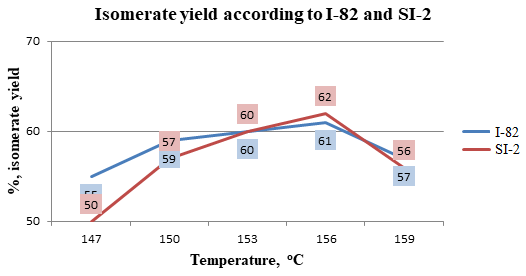 Isomerate yield according to I-82 and SI-2
70
60
50
%, isomerate yield
55
50
57
59
60
60
62
61
56
57
147 150 153 156 159
Temperature, °C
I-82
SI-2